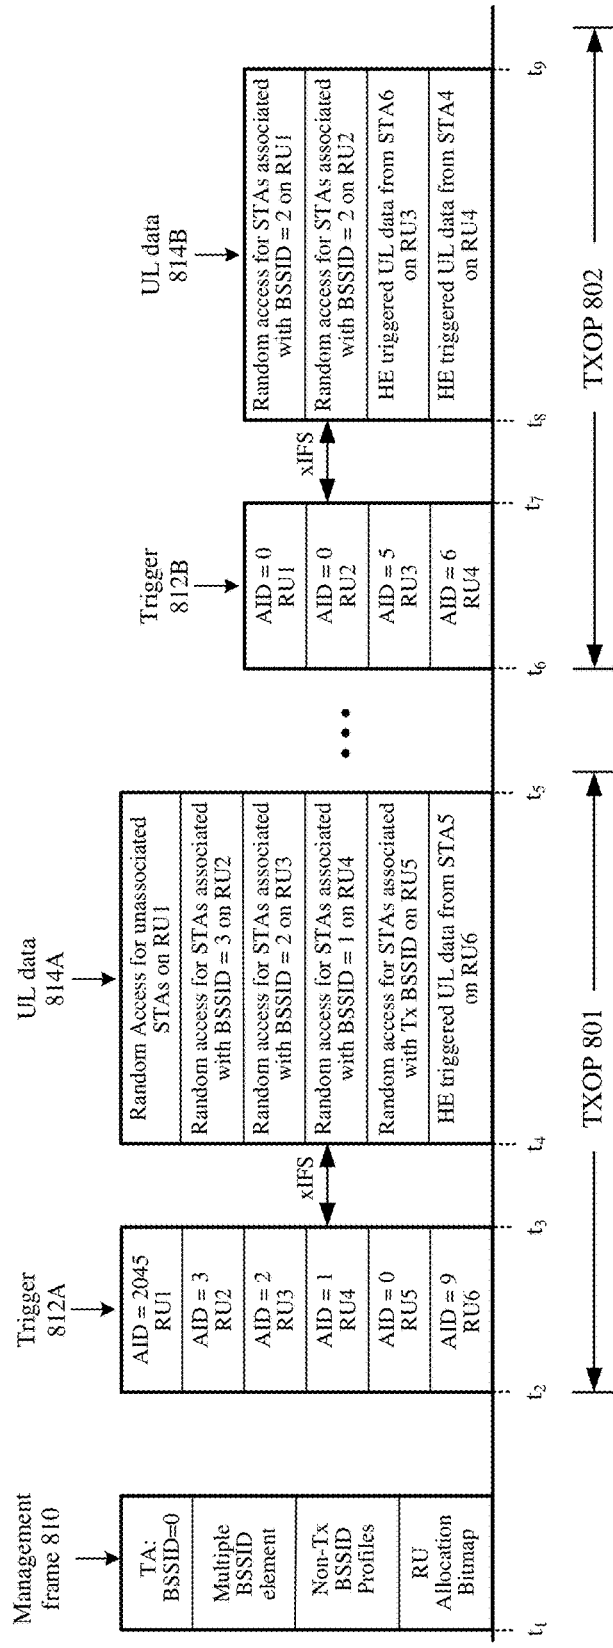 Management
frame 810
TA:
BSSID=0
Multiple
BSSID
element
Non-Tx
BSSID
Profiles
RU
Allocation
Bitmap
Trigger
812A
AID = 2045
RU1
AID = 3
RU2
AID = 2
RU3
AID = 1
RU4
AID = 0
RU5
AID = 9
RU6
xIFS
UL data
814A
Random Access for unassociated
STAs on RU1
Random access for STAs associated
with BSSID = 3 on RU2
Random access for STAs associated
with BSSID = 2 on RU3
Random access for STAs associated
with BSSID = 1 on RU4
Random access for STAs associated
with Tx BSSID on RU5
HE triggered UL data from STA5
on RU6
Trigger
812B
AID = 0
RU1
AID = 0
RU2
AID = 5
RU3
AID = 6
RU4
xIFS
UL data
814B
Random access for STAs associated
with BSSID = 2 on RU1
Random access for STAs associated
with BSSID = 2 on RU2
HE triggered UL data from STA6
on RU3
HE triggered UL data from STA4
on RU4
t1
t2
t3
t4
t5
t6
t7
t8
t9
TXOP 801
TXOP 802